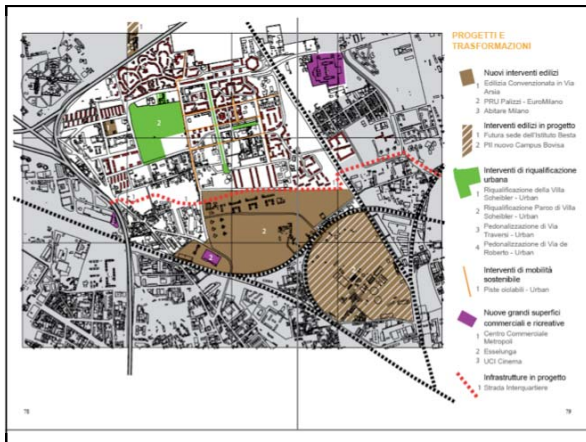 PROGETTI E
TRASFORMAZIONI
Nuovi interventi edilizi
1 Edilizia Convenzionata in Via
Arsia
2 PRU Palizzi - EuroMilano
3 Abitare Milano
Interventi edilizi in progetto
1 Futura sede dell'Istituto Besta
2 PII nuovo Campus Bovisa
Interventi di riqualificazione
urbana
1 Riqualificazione della Villa
Scheibler - Urban
2 Riqualificazione Parco di Villa
Scheibler - Urban
3 Pedonalizzazione di Via
Traversi - Urban
4 Pedonalizzazione di Via de
Roberto - Urban
Interventi di mobilità
sostenibile
1 Piste ciclabili - Urban
Nuove grandi superfici
commerciali e ricreative
1 Centro Commerciale
Metropoli
2 Esselunga
3 UCI Cinema
Infrastrutture in progetto
1 Strada Interquartiere
1
2
2
78
79